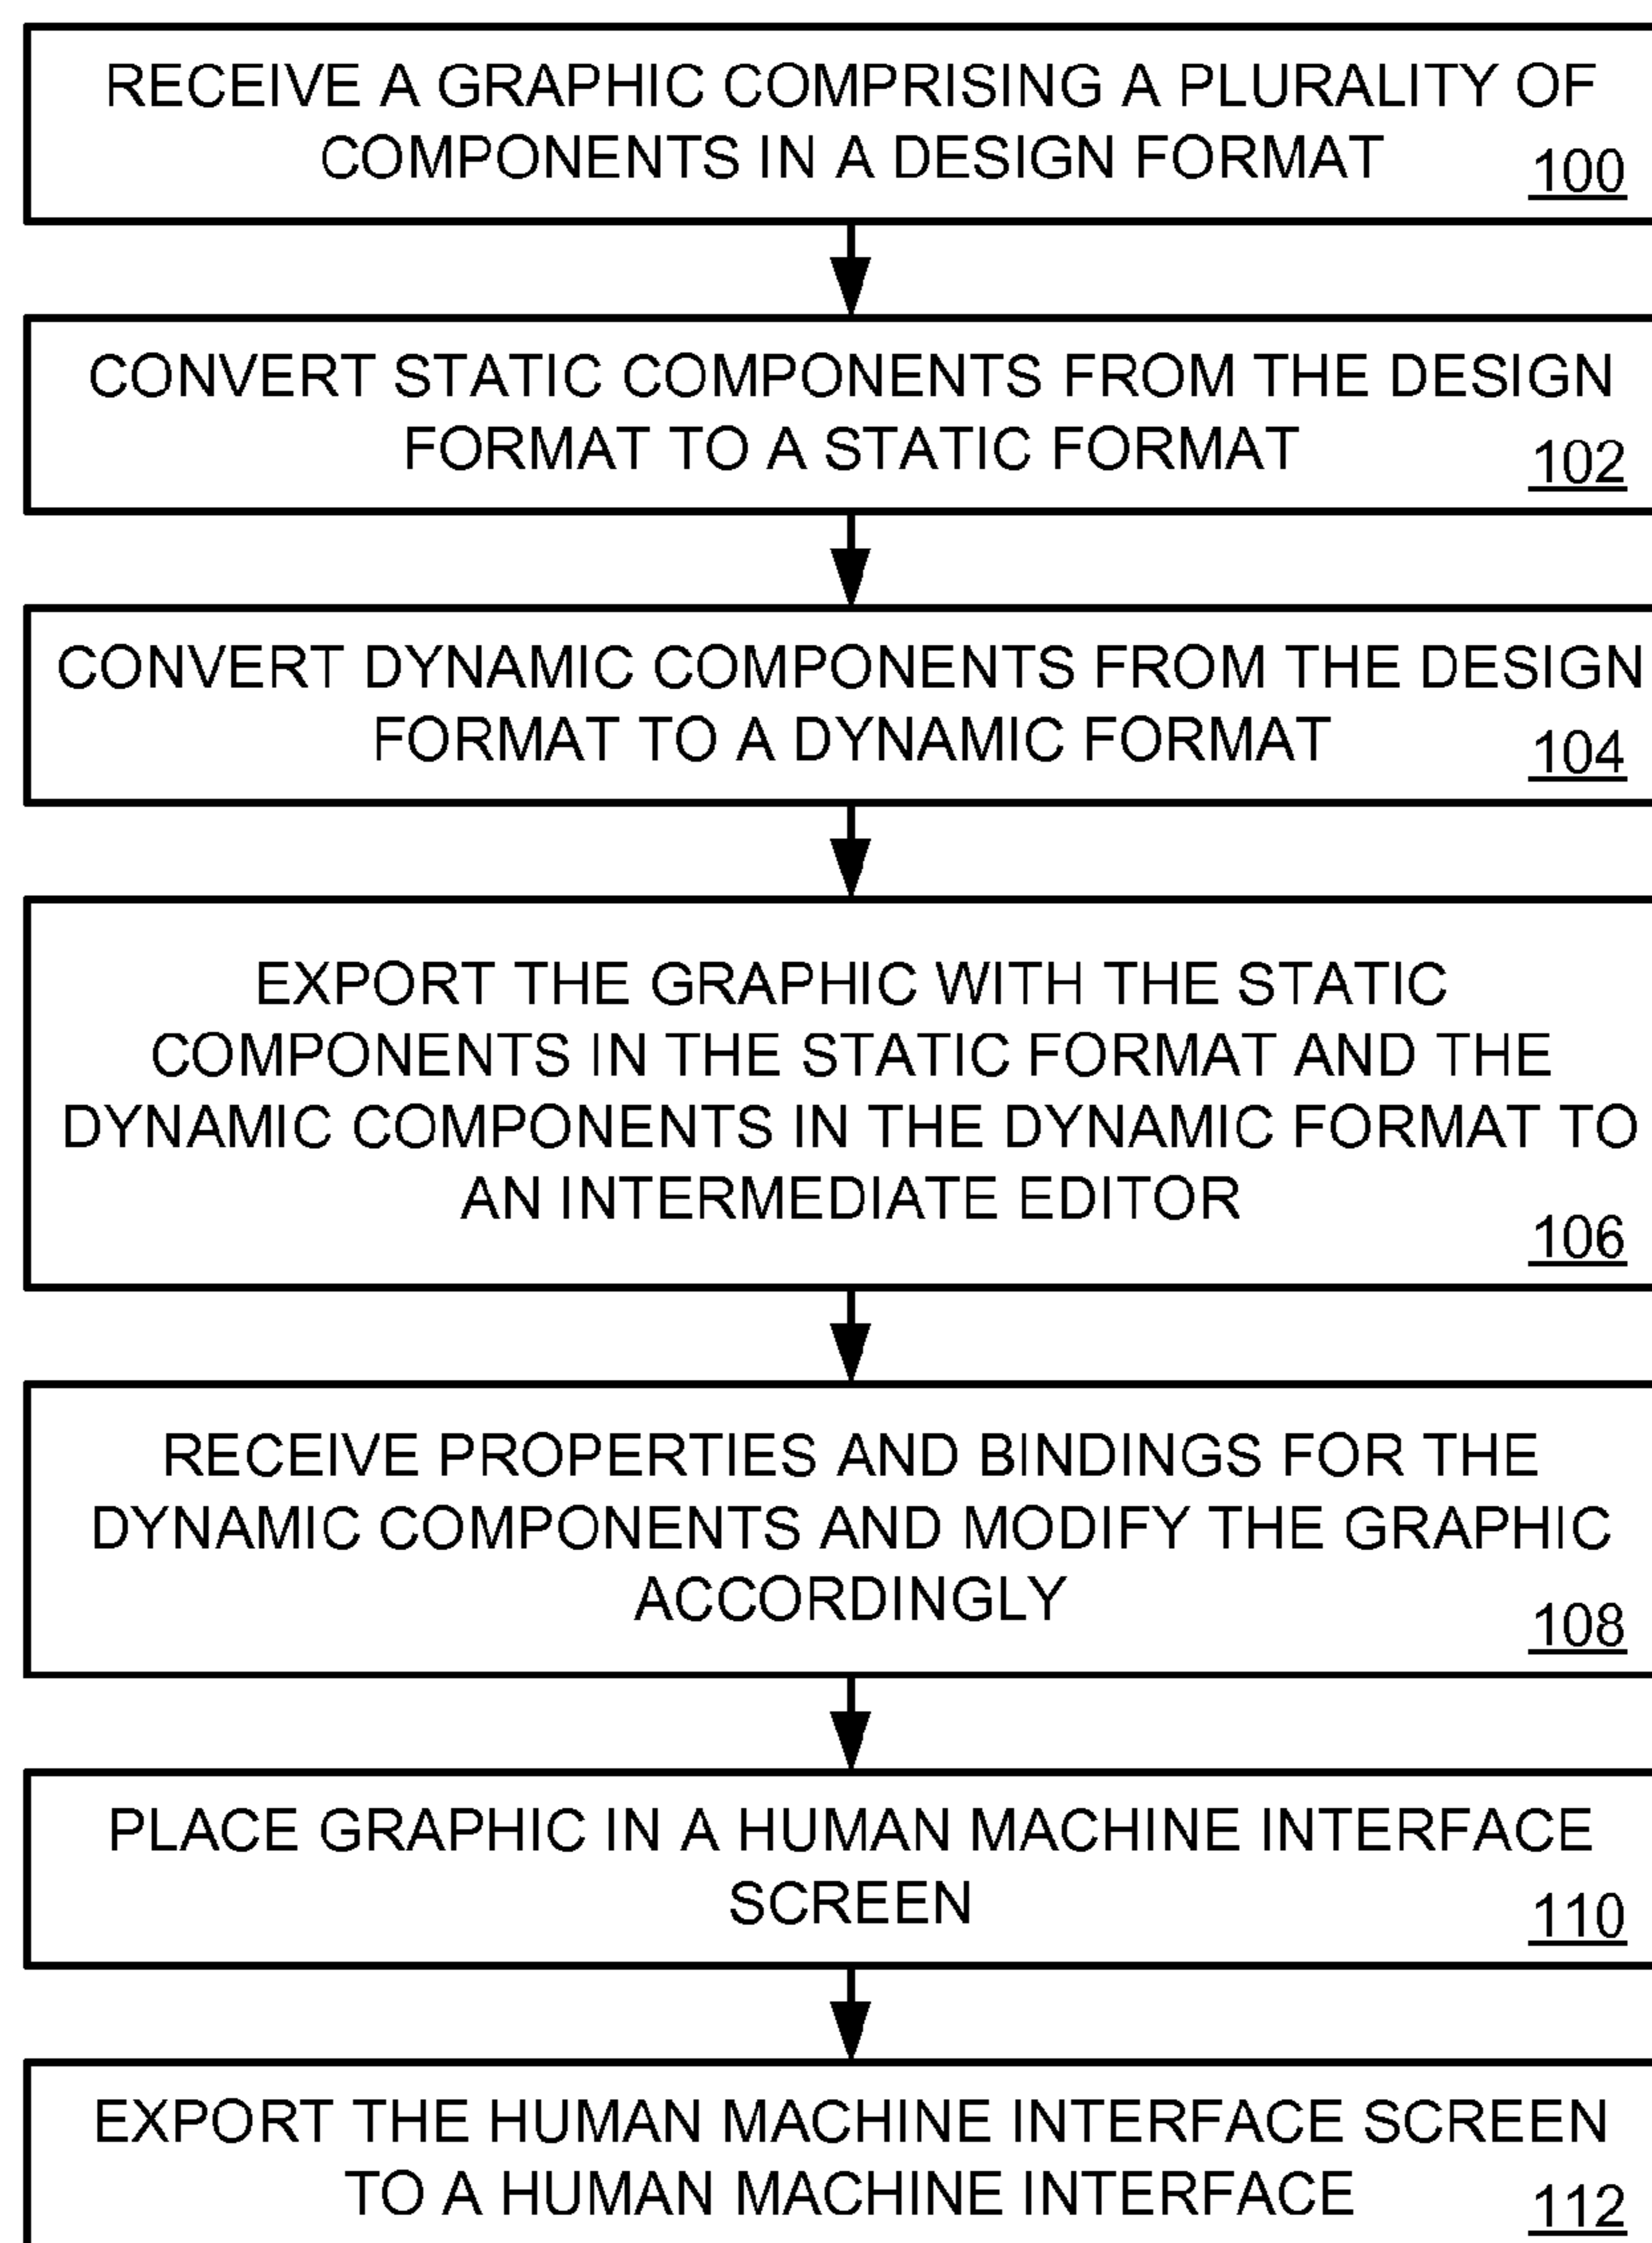 RECEIVE A GRAPHIC COMPRISING A PLURALITY OF
COMPONENTS IN A DESIGN FORMAT
100
CONVERT STATIC COMPONENTS FROM THE DESIGN
FORMAT TO A STATIC FORMAT
102
CONVERT DYNAMIC COMPONENTS FROM THE DESIGN
FORMAT TO A DYNAMIC FORMAT
104
EXPORT THE GRAPHIC WITH THE STATIC
COMPONENTS IN THE STATIC FORMAT AND THE
DYNAMIC COMPONENTS IN THE DYNAMIC FORMAT TO
AN INTERMEDIATE EDITOR
106
RECEIVE PROPERTIES AND BINDINGS FOR THE
DYNAMIC COMPONENTS AND MODIFY THE GRAPHIC
ACCORDINGLY
108
PLACE GRAPHIC IN A HUMAN MACHINE INTERFACE
SCREEN
110
EXPORT THE HUMAN MACHINE INTERFACE SCREEN
TO A HUMAN MACHINE INTERFACE
112